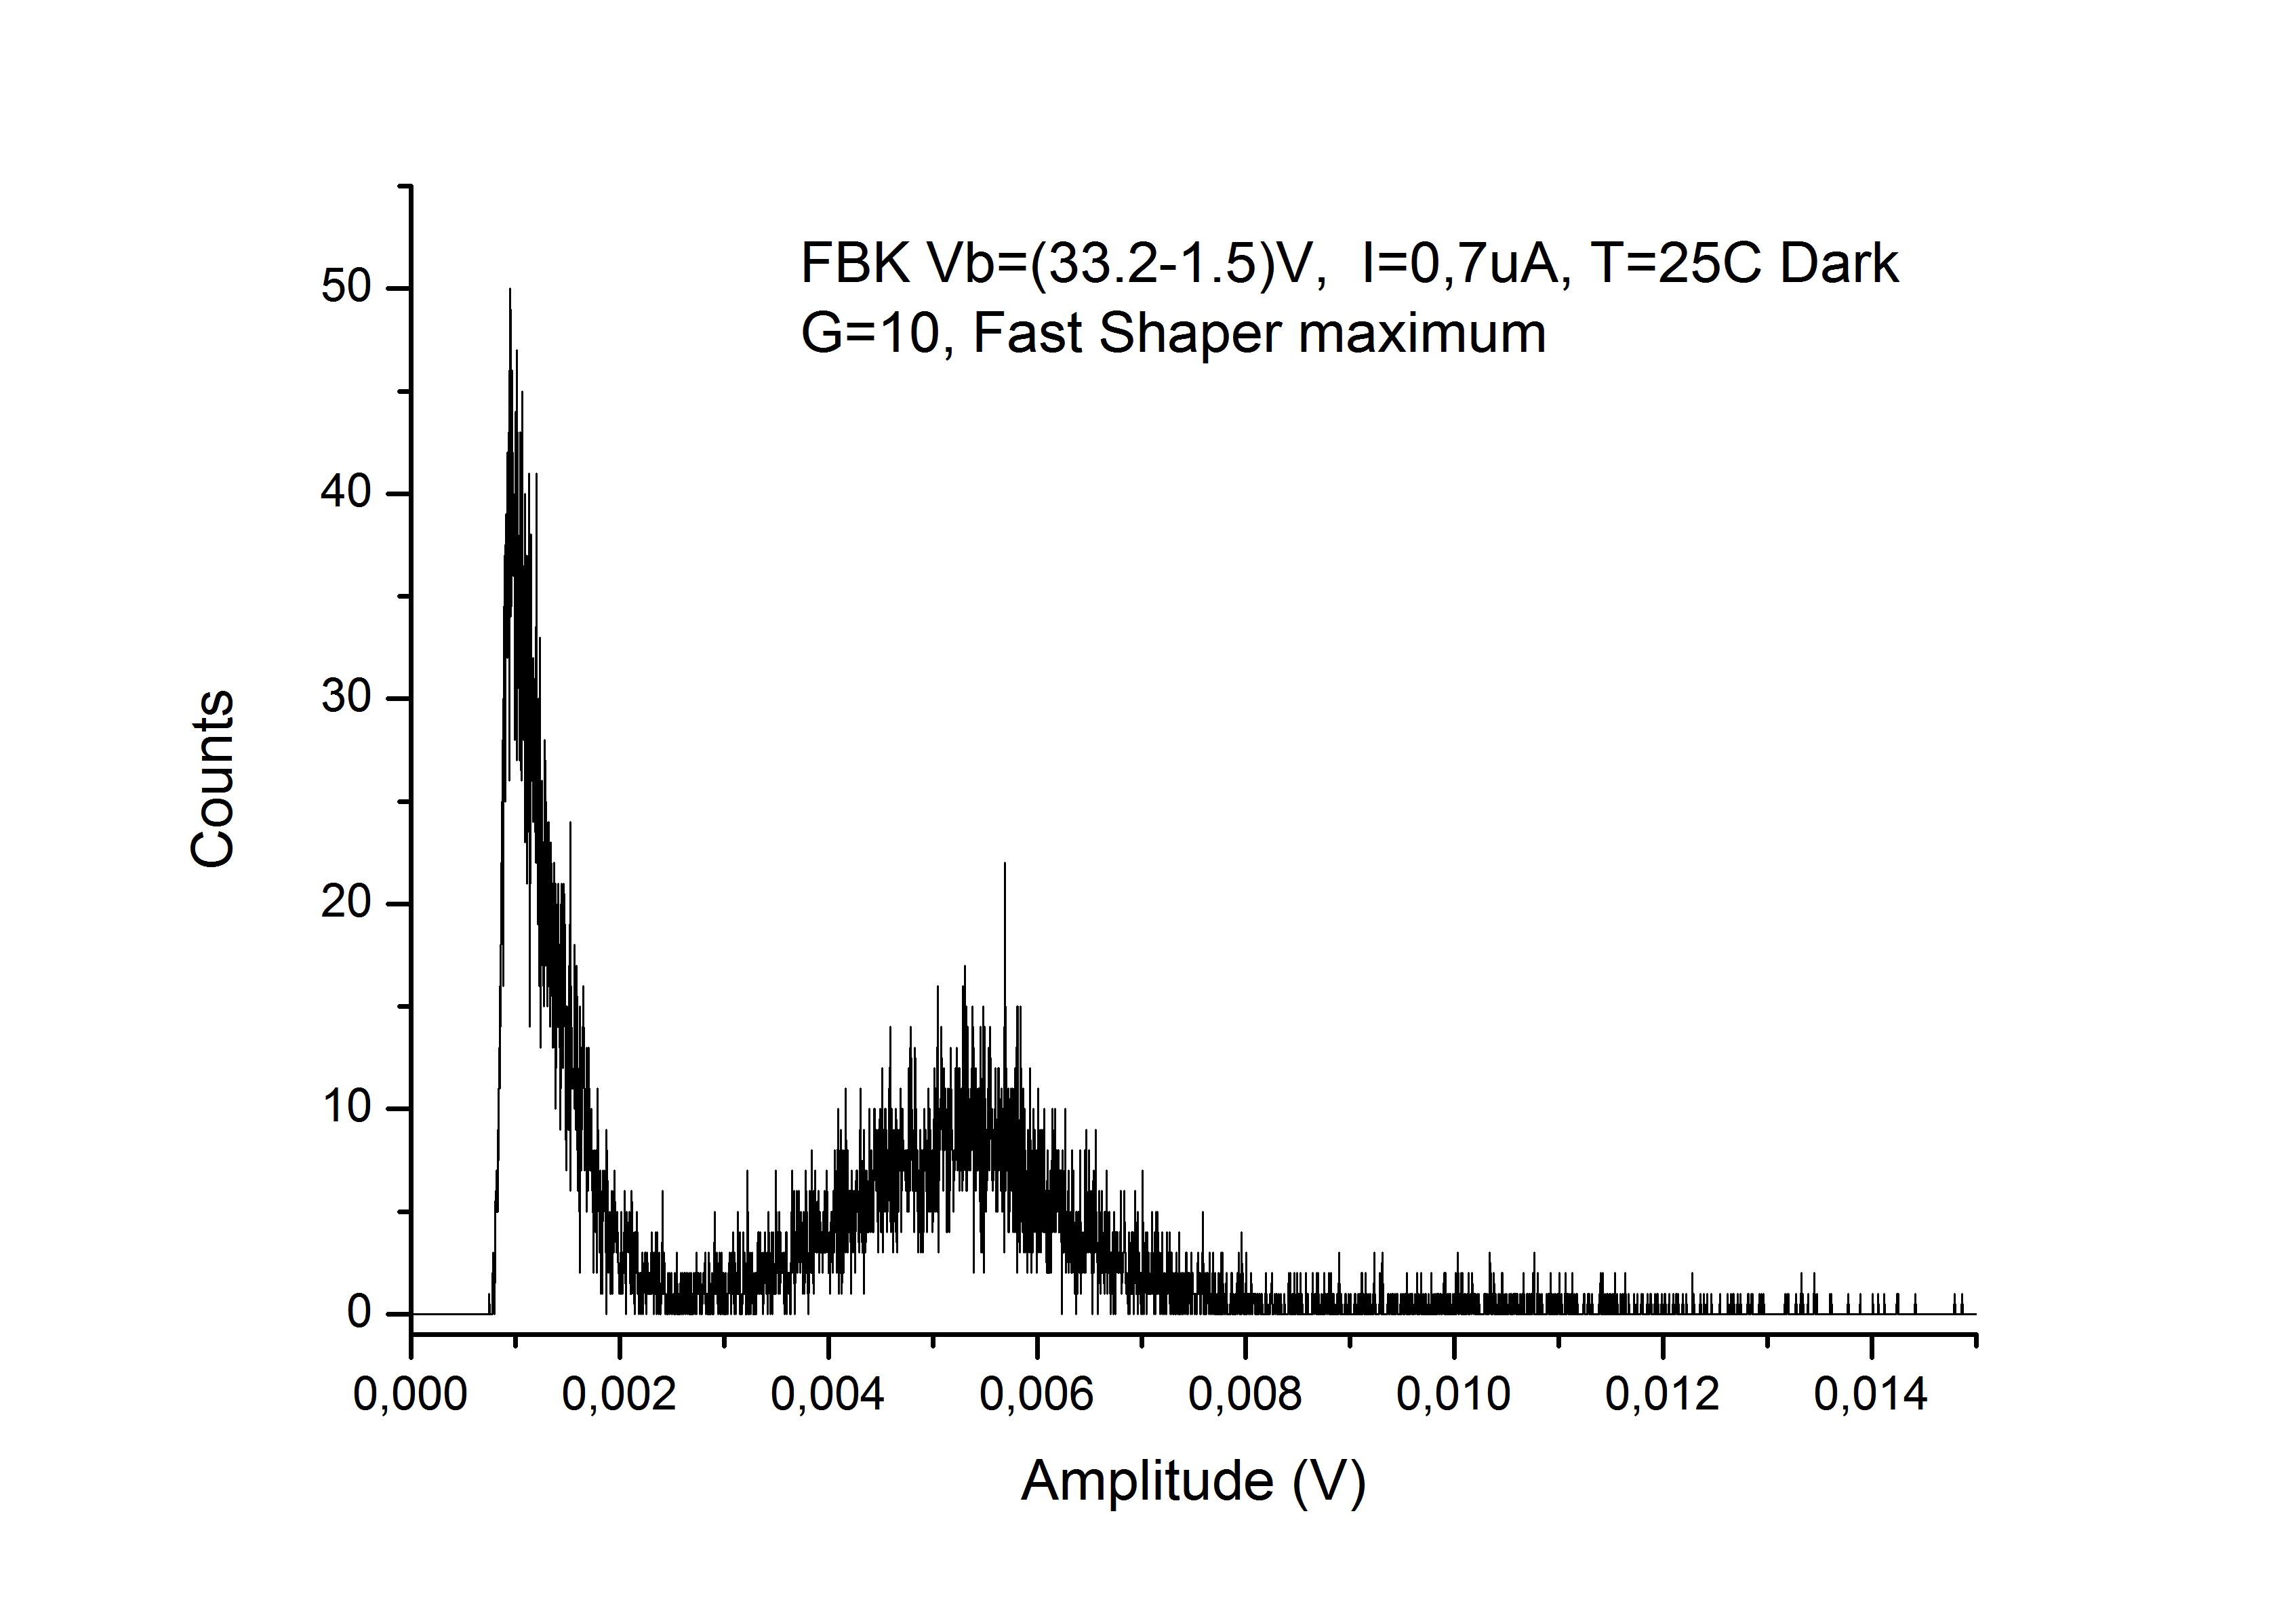 FBK Vb=(33.2-1.5)V, I=0,7uA, T=25C Dark
G=10, Fast Shaper maximum
50
40
30
20
10
0
Counts
0,000 0,002 0,004 0,006 0,008 0,010 0,012 0,014
Amplitude (V)